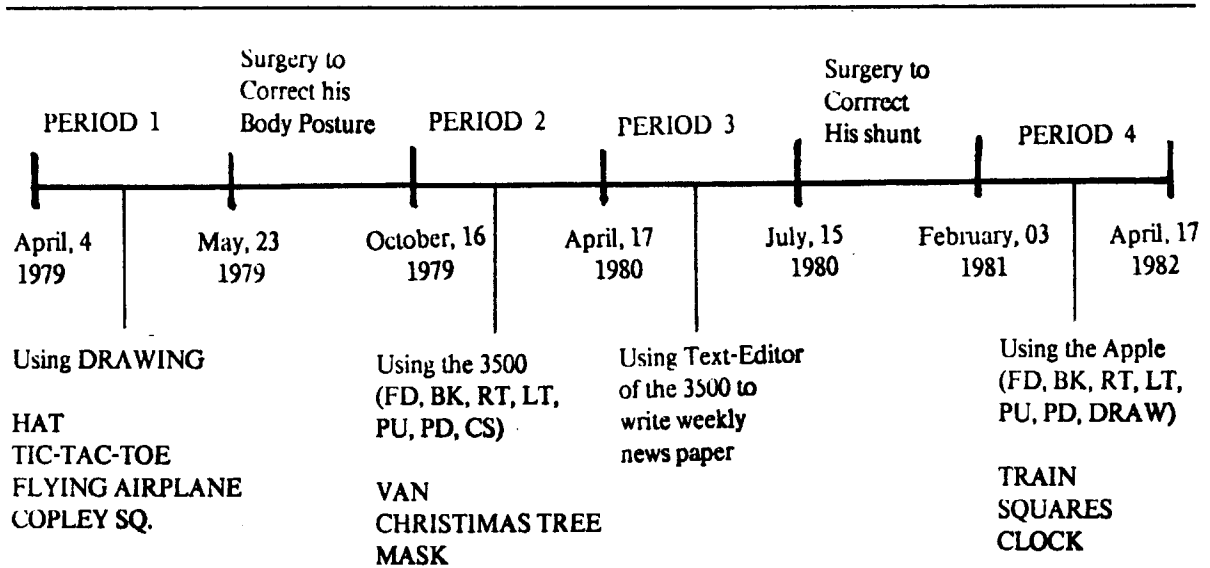 PERIOD 1
Surgery to
Correct his
Body Posture
PERIOD 2
PERIOD 3
Surgery to
Corrrect
His shunt
PERIOD 4
April, 4
1979
May, 23
1979
October, 16
1979
April, 17
1980
July, 15
1980
February, 03
1981
April, 17
1982
Using DRAWING
HAT
TIC-TAC-TOE
FLYING AIRPLANE
COPLEY SQ.
Using the 3500
(FD, BK, RT, LT,
PU, PD, CS)
VAN
CHRISTIMAS TREE
MASK
Using Text-Editor
of the 3500 to
write weekly
news paper
Using the Apple
(FD, BK, RT, LT,
PU, PD, DRAW)
TRAIN
SQUARES
CLOCK